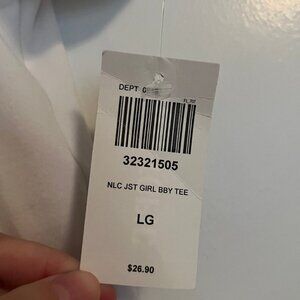 DEPT
32321505
NLC JST GIRL BBY TEE
LG
$26.90